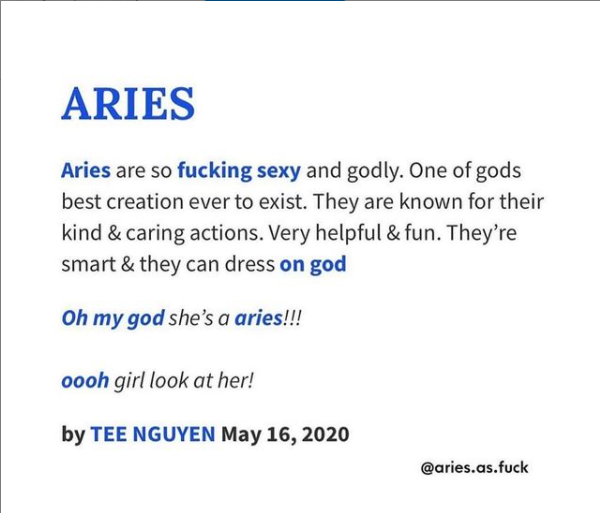 ARIES
Aries are so fucking sexy and godly. One of gods
best creation ever to exist. They are known for their
kind & caring actions. Very helpful & fun. They’re
smart & they can dress on god
Oh my god she’s a aries!!!
oooh girl look at her!
by TEE NGUYEN May 16, 2020
@aries.as.fuck